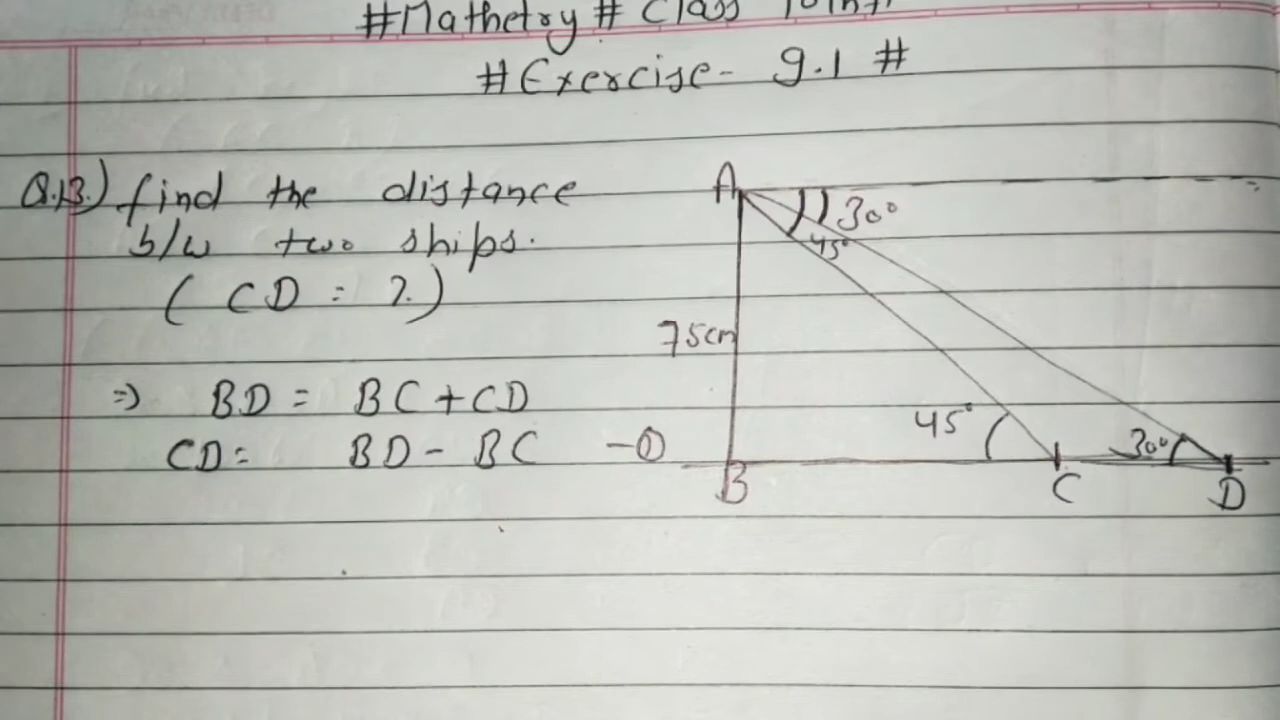 #Mathetry # Class 10th#
#Exercise- 9.1 #
Q.13.) find the distance
b/w two ships.
( CD = ?)
⇒ BD = BC + CD
CD = BD - BC -①
A
30°
45°
75cm
45°
30°
B
C
D